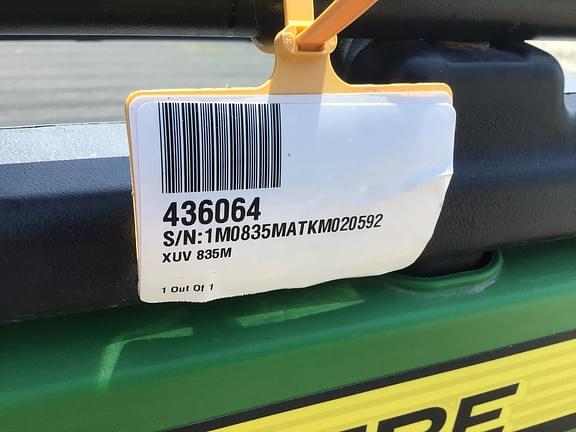 436064
S/N:1M0835MATKM020592
XUV 835M
1 Out Of 1